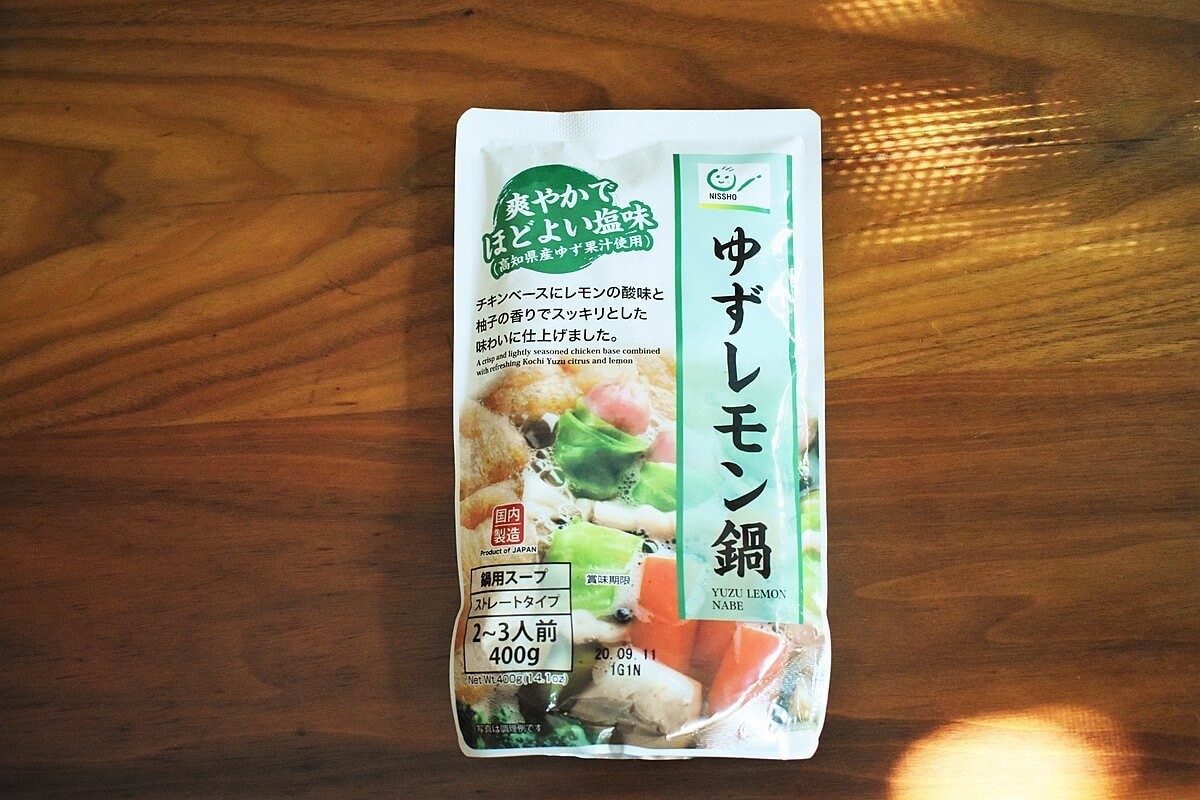 爽やかで
ほどよい塩味
(高知県産ゆず果汁使用)
チキンベースにレモンの酸味と
柚子の香りでスッキリとした
味わいに仕上げました。
A crisp and lightly seasoned chicken base combined
with refreshing Kochi Yuzu citrus and lemon
NISSHO
ゆずレモン鍋
YUZU LEMON
NABE
国内
製造
Product of JAPAN
鍋用スープ
ストレートタイプ
2〜3人前
400g
Net Wt.400g(14.1oz)
賞味期限
20.09.11
1G1N
写真は調理例です